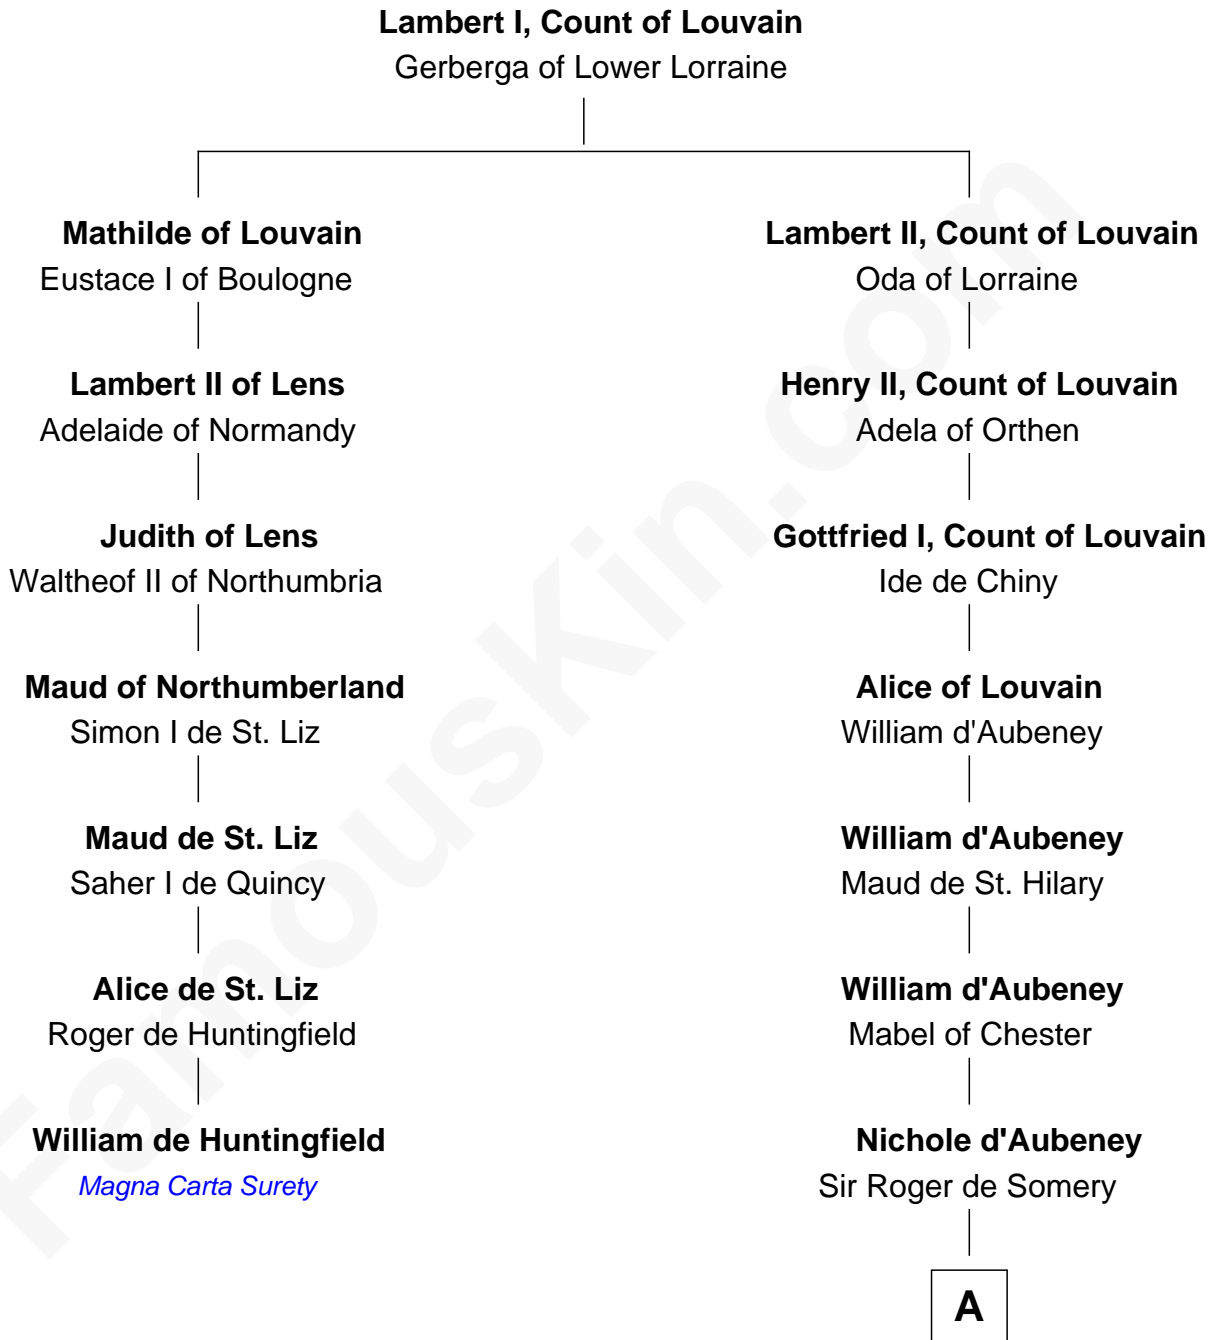 Lambert I, Count of Louvain
Gerberga of Lower Lorraine
Mathilde of Louvain
Eustace I of Boulogne
Lambert II of Lens
Adelaide of Normandy
Judith of Lens
Waltheof II of Northumbria
Maud of Northumberland
Simon I de St. Liz
Maud de St. Liz
Saher I de Quincy
Alice de St. Liz
Roger de Huntingfield
William de Huntingfield
Magna Carta Surety
Lambert II, Count of Louvain
Oda of Lorraine
Henry II, Count of Louvain
Adela of Orthen
Gottfried I, Count of Louvain
Ide de Chiny
Alice of Louvain
William d'Aubeney
William d'Aubeney
Maud de St. Hilary
William d'Aubeney
Mabel of Chester
Nichole d'Aubeney
Sir Roger de Somery
A
FamousKin.com